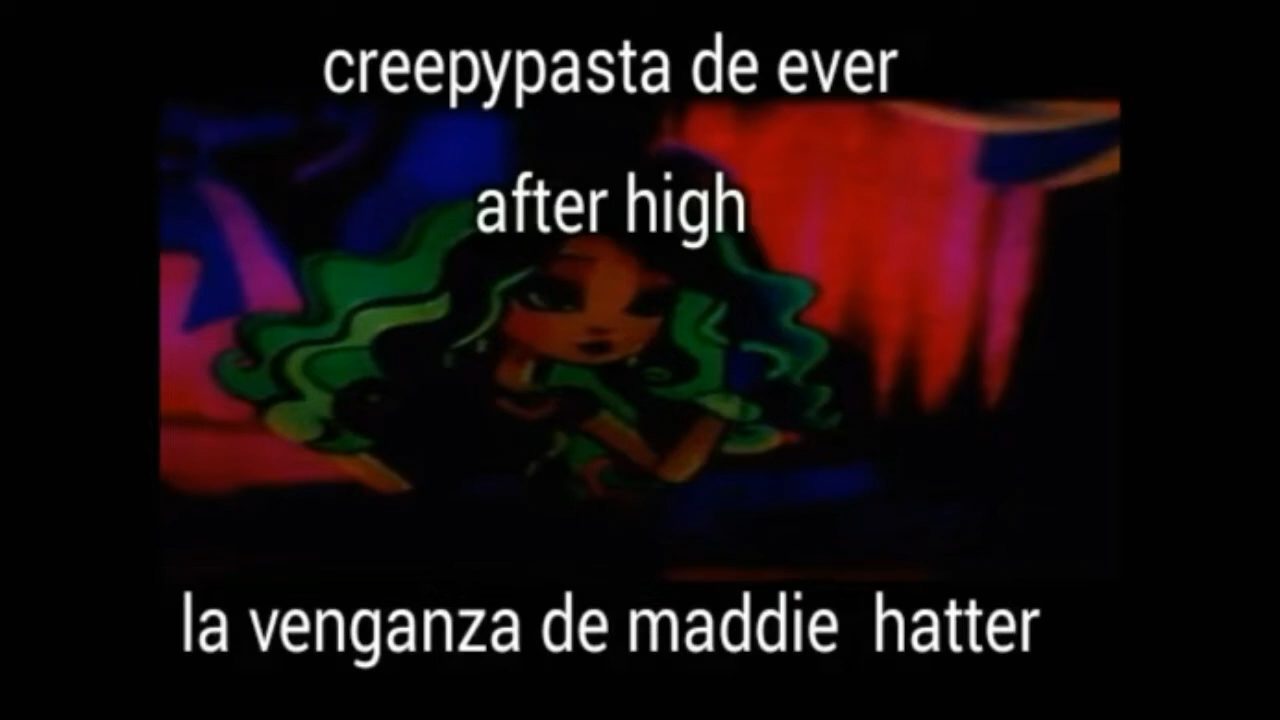 creepypasta de ever
after high
la venganza de maddie hatter